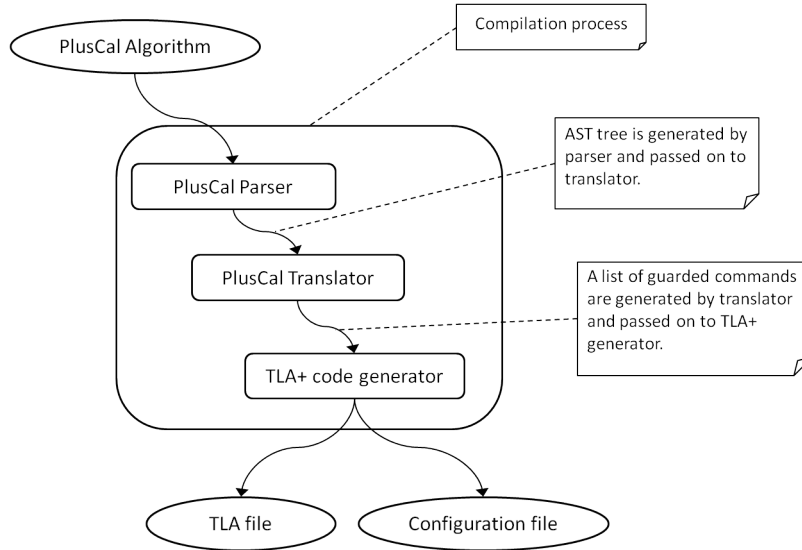 PlusCal Algorithm
Compilation process
AST tree is generated by
parser and passed on to
translator.
PlusCal Parser
PlusCal Translator
A list of guarded commands
are generated by translator
and passed on to TLA+
generator.
TLA+ code generator
TLA file
Configuration file